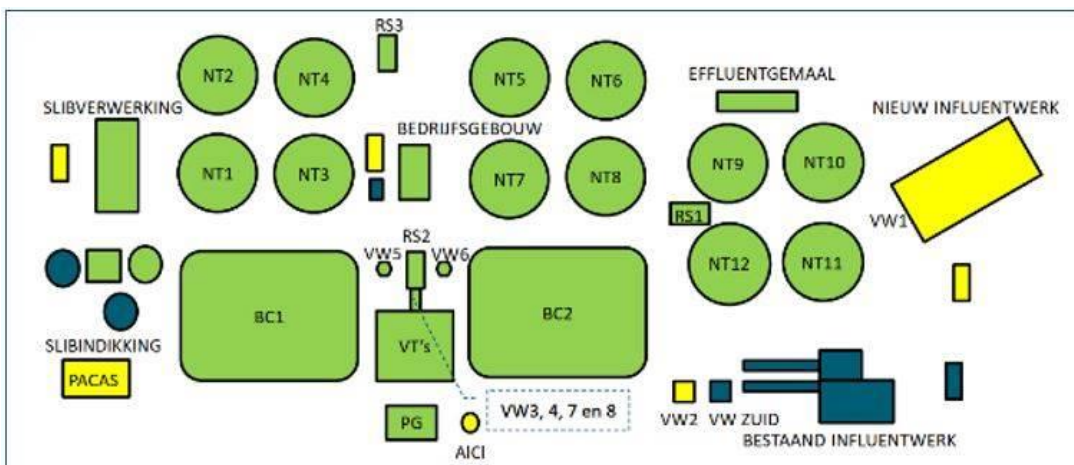 RS3
NT2
NT4
NT5
NT6
EFFLUENTGEMAAL
SLIBVERWERKING
NIEUW INFLUENTWERK
BEDRIJFSGEBOUW
NT1
NT3
NT7
NT8
NT9
NT10
RS1
VW1
RS2
VW5
VW6
NT12
NT11
BC1
BC2
SLIBINDIKKING
VT's
PACAS
VW3, 4, 7 en 8
PG
AlCl
VW2
VW ZUID
BESTAAND INFLUENTWERK